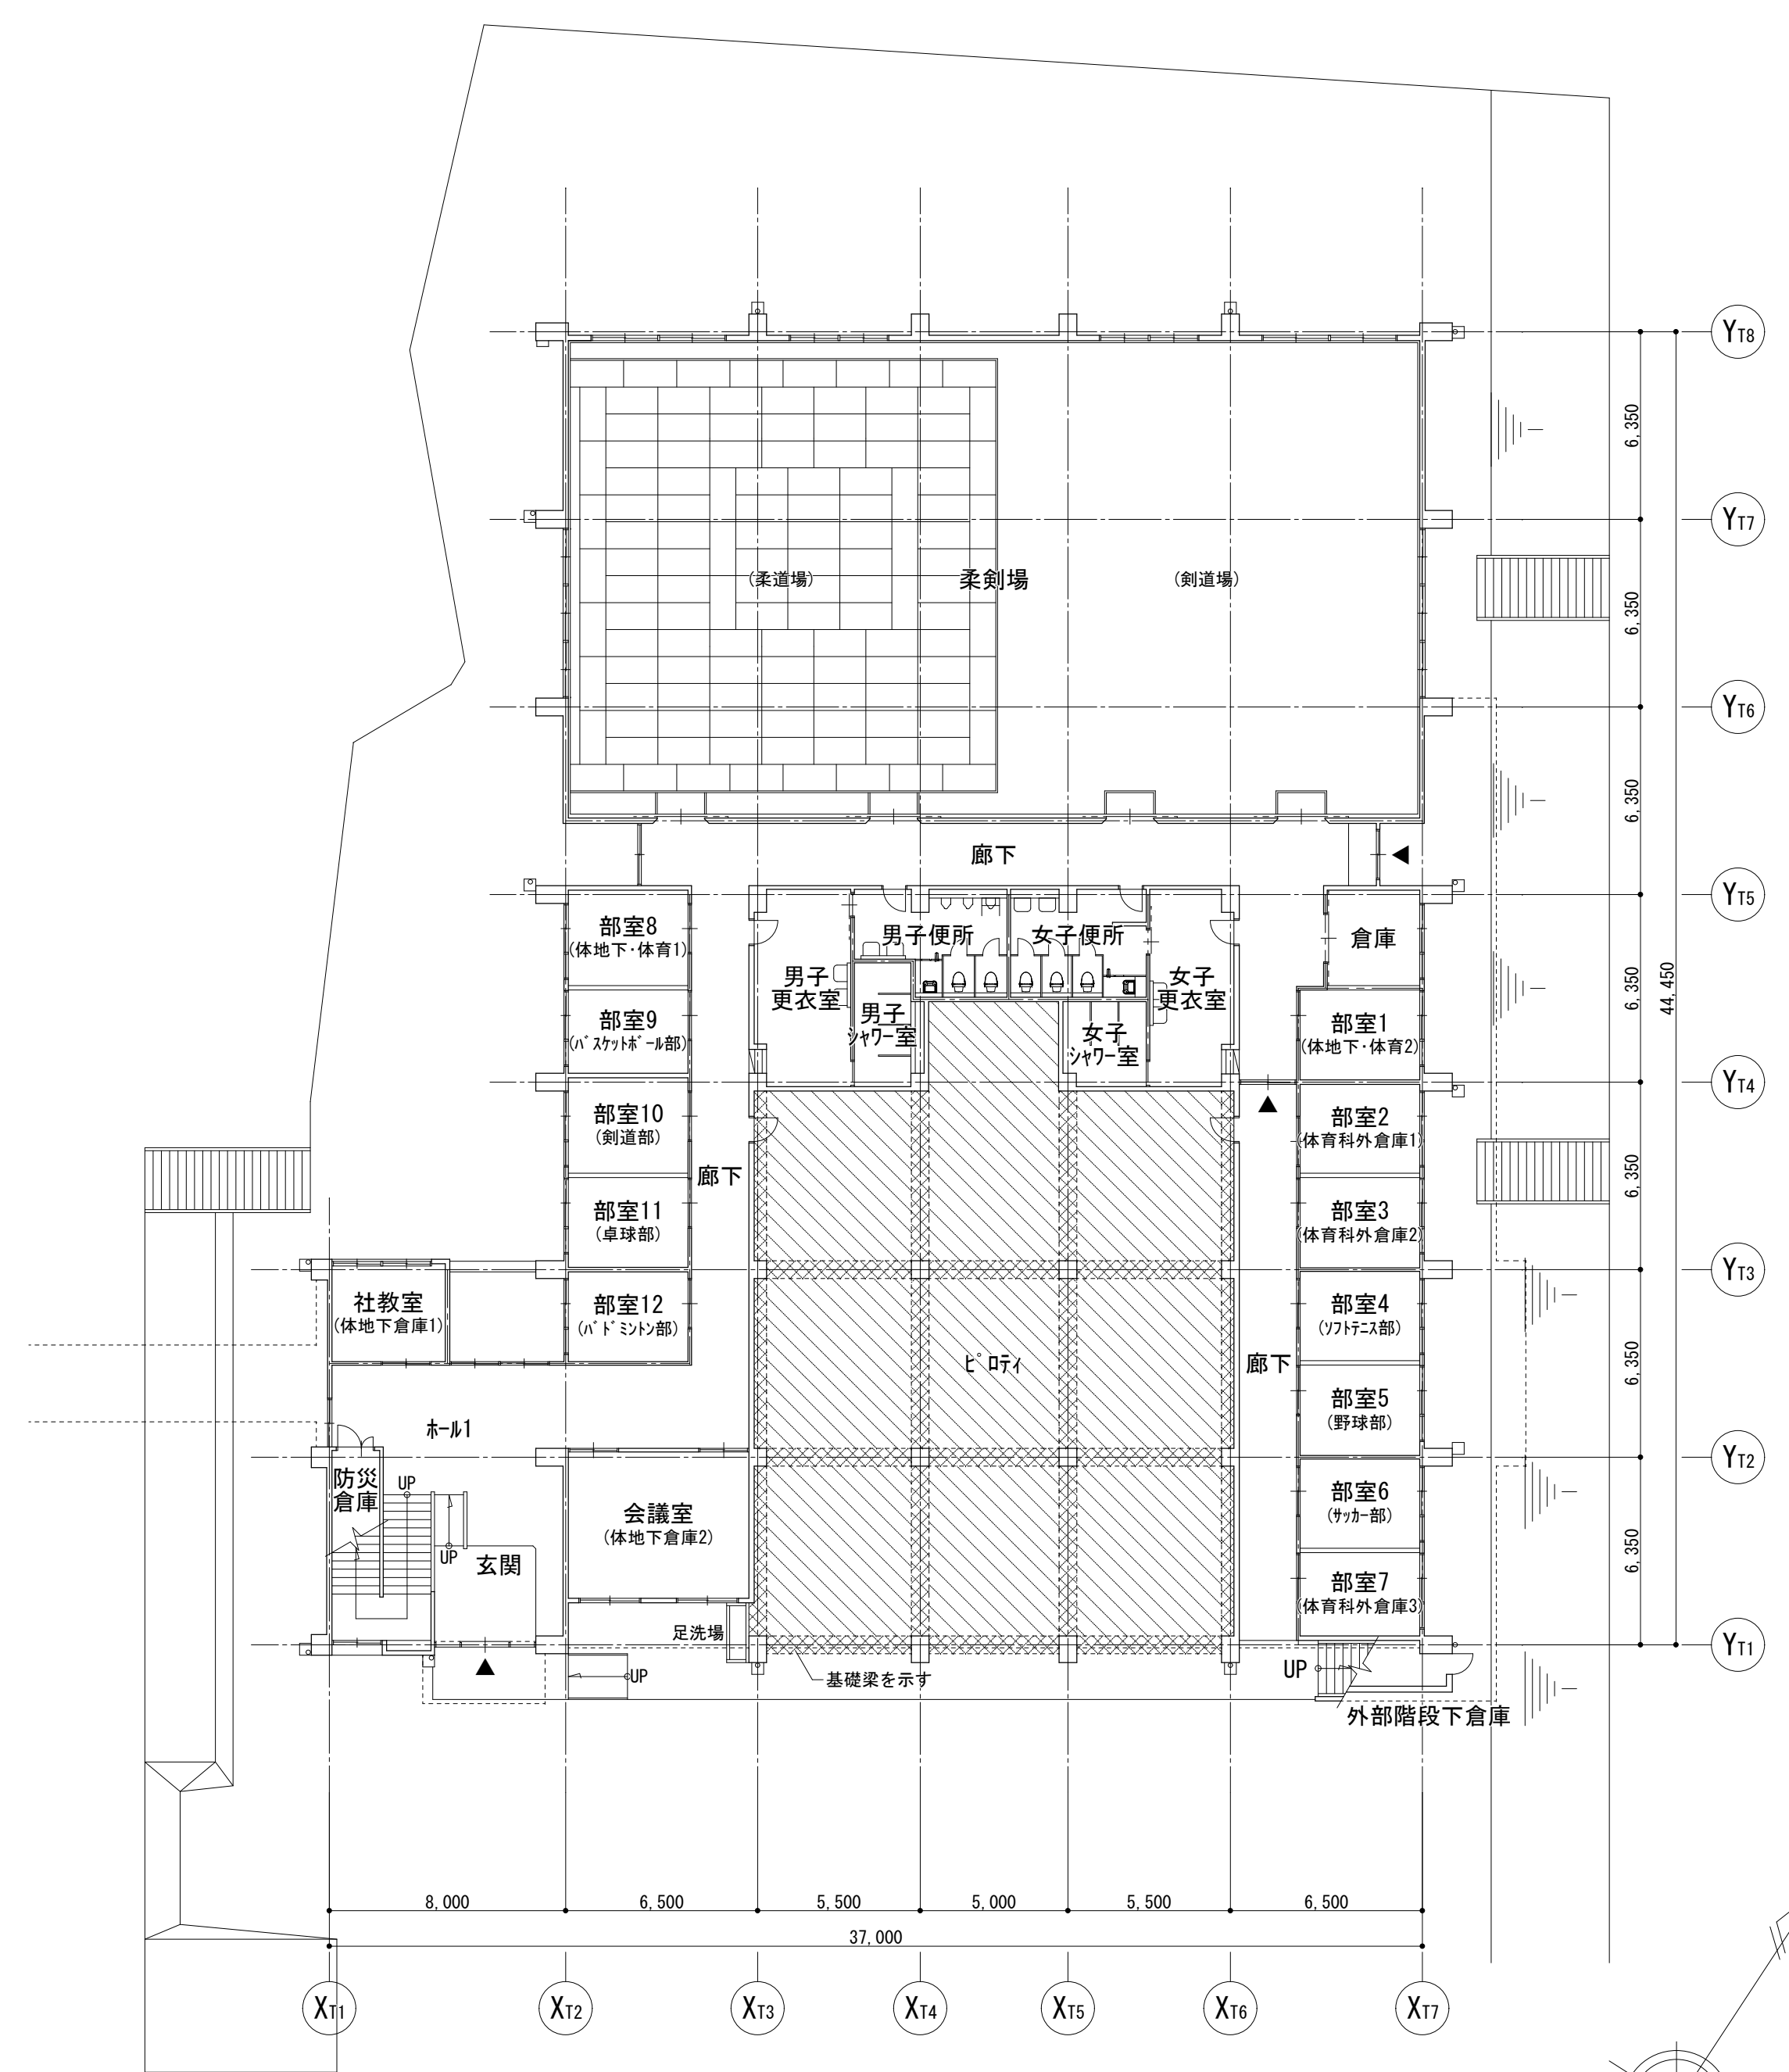 YT8
6,350
YT7
(柔道場)
柔剣場
(剣道場)
6,350
YT6
6,350
廊下
YT5
部室8
(体地下・体育1)
男子便所
女子便所
倉庫
男子
更衣室
女子
更衣室
6,350
44,450
部室9
(ﾊﾞｽｹｯﾄﾎﾞｰﾙ部)
男子
ｼｬﾜｰ室
女子
ｼｬﾜｰ室
部室1
(体地下・体育2)
YT4
部室10
(剣道部)
部室2
(体育科外倉庫1)
廊下
6,350
部室11
(卓球部)
部室3
(体育科外倉庫2)
YT3
社教室
(体地下倉庫1)
部室12
(ﾊﾞﾄﾞﾐﾝﾄﾝ部)
部室4
(ｿﾌﾄﾃﾆｽ部)
ﾋﾟﾛﾃｨ
廊下
6,350
部室5
(野球部)
ﾎｰﾙ1
YT2
防災
倉庫
UP
会議室
(体地下倉庫2)
部室6
(ｻｯｶｰ部)
UP
玄関
6,350
部室7
(体育科外倉庫3)
足洗場
YT1
UP
基礎梁を示す
UP
外部階段下倉庫
8,000
6,500
5,500
5,000
5,500
6,500
37,000
XT1
XT2
XT3
XT4
XT5
XT6
XT7